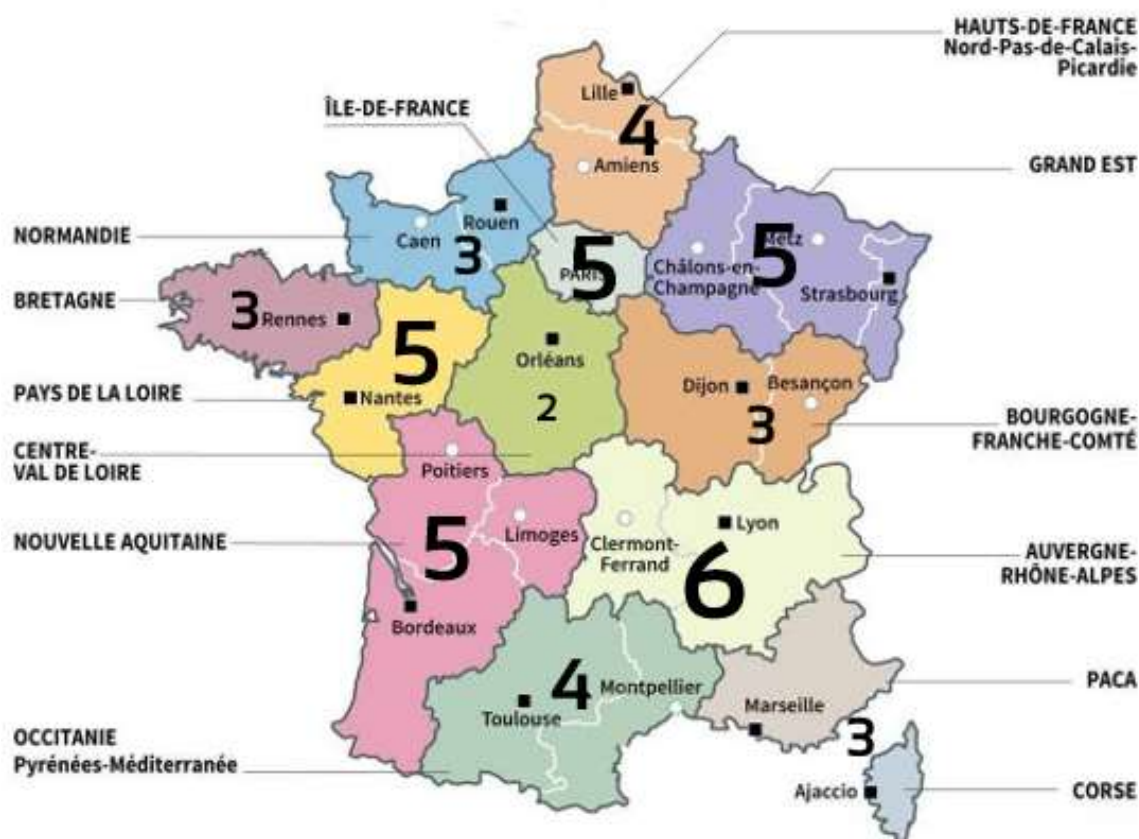 HAUTS-DE-FRANCE
Nord-Pas-de-Calais-
Picardie
Lille
4
ÎLE-DE-FRANCE
Amiens
GRAND EST
NORMANDIE
Caen
Rouen
3
PARIS
5
Metz
5
Châlons-en-
Champagne
Strasbourg
BRETAGNE
3
Rennes
5
Orléans
2
Dijon
Besançon
3
PAYS DE LA LOIRE
Nantes
BOURGOGNE-
FRANCHE-COMTÉ
CENTRE-
VAL DE LOIRE
Poitiers
NOUVELLE AQUITAINE
5
Limoges
Clermont-
Ferrand
Lyon
6
AUVERGNE-
RHÔNE-ALPES
Bordeaux
4
Montpellier
Toulouse
Marseille
3
PACA
OCCITANIE
Pyrénées-Méditerranée
Ajaccio
CORSE